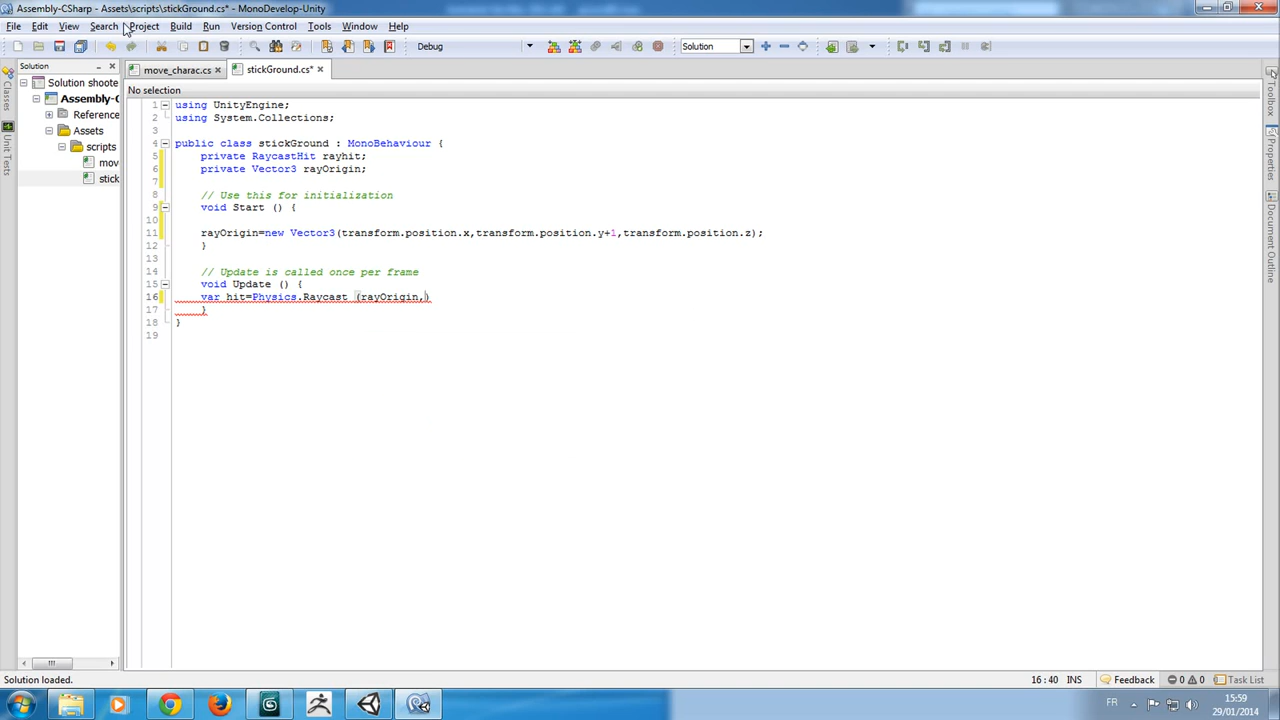 Assembly-CSharp - Assets\scripts\stickGround.cs* - MonoDevelop-Unity
File Edit View Search Project Build Run Version Control Tools Window Help
Debug Solution
Solution move_charac.cs stickGround.cs*
No selection
Solution shoote
Assembly-C
Reference
Assets
scripts
mov
stick
Classes
Unit Tests
1 using UnityEngine;
2 using System.Collections;
3
4 public class stickGround : MonoBehaviour {
5 private RaycastHit rayhit;
6 private Vector3 rayOrigin;
7
8 // Use this for initialization
9 void Start () {
10
11 rayOrigin=new Vector3(transform.position.x,transform.position.y+1,transform.position.z);
12 }
13
14 // Update is called once per frame
15 void Update () {
16 var hit=Physics.Raycast (rayOrigin,)
17 }
18 }
19
Toolbox
Properties
Document Outline
Solution loaded. 16 : 40 INS Feedback 0 0 Task List
FR 15:59
29/01/2014